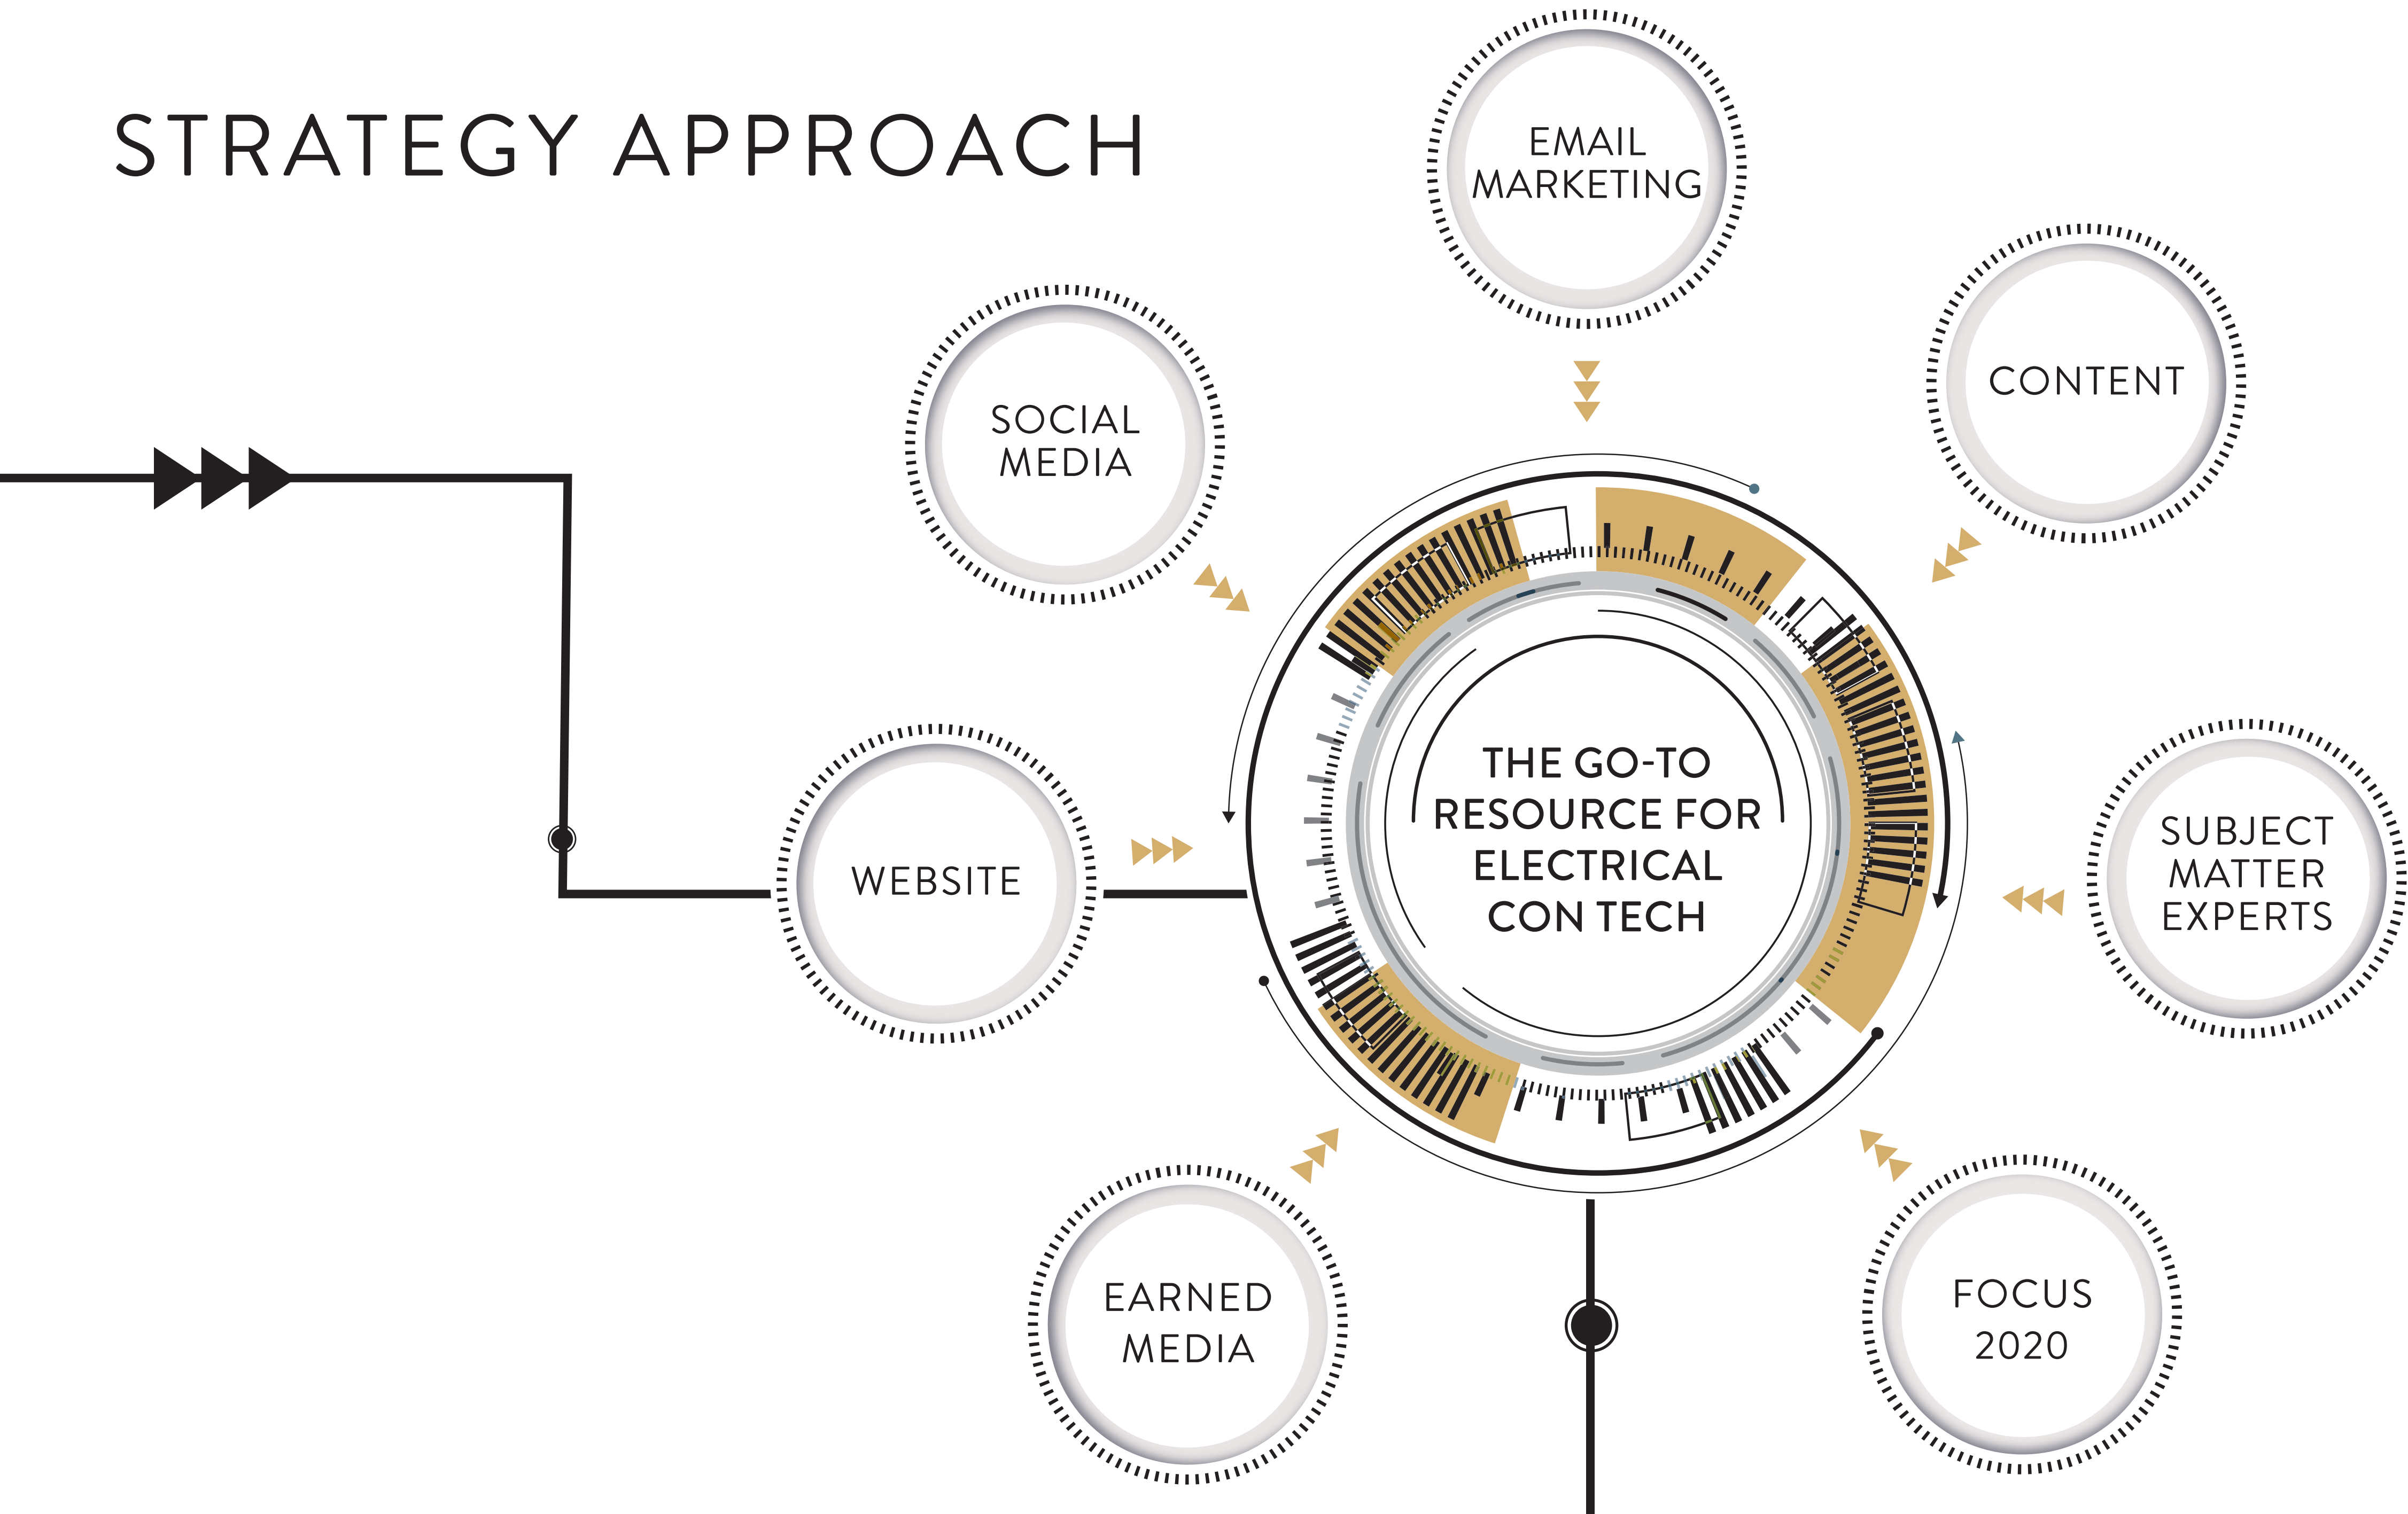 STRATEGY APPROACH
EMAIL
MARKETING
CONTENT
SOCIAL
MEDIA
THE GO-TO
RESOURCE FOR
ELECTRICAL
CON TECH
WEBSITE
SUBJECT
MATTER
EXPERTS
EARNED
MEDIA
FOCUS
2020